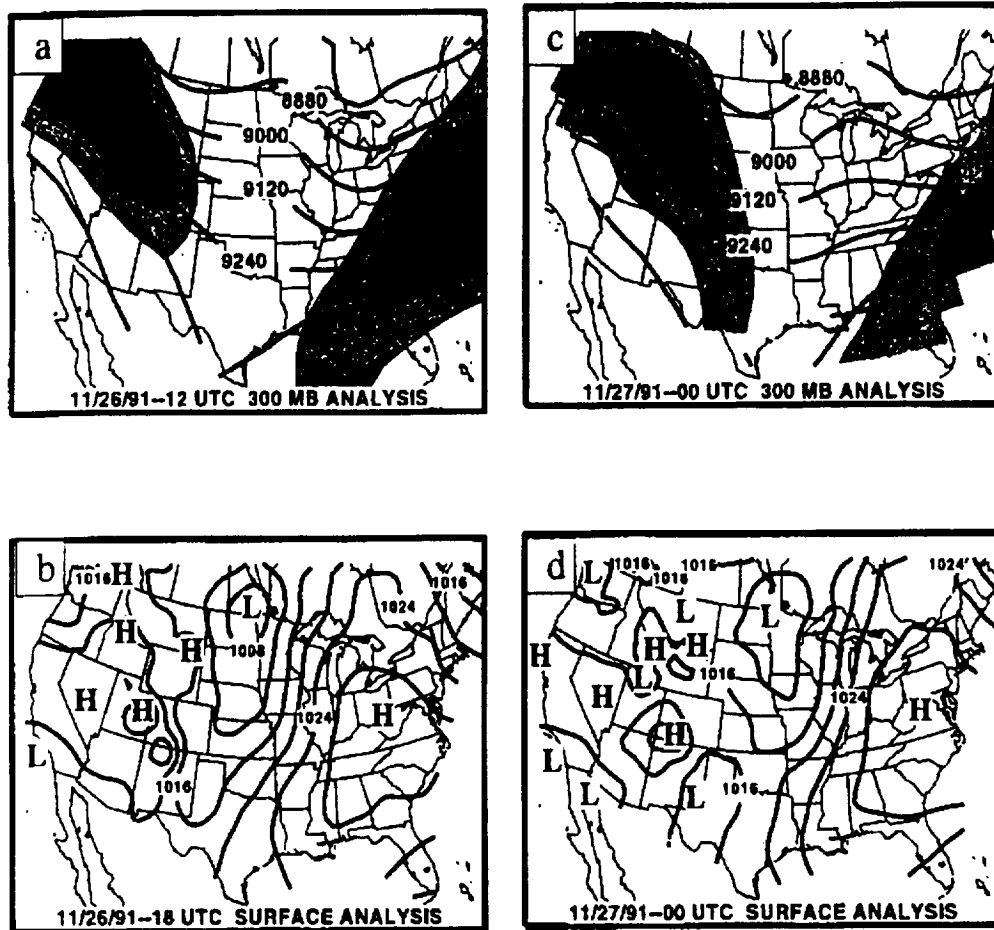 a
8880
9000
9120
9240
11/26/91–12 UTC 300 MB ANALYSIS
c
8880
9000
9120
9240
11/27/91–00 UTC 300 MB ANALYSIS
b
1016
H
1016
L
1024
H
H
1008
H
H
1024
H
L
1016
11/26/91–18 UTC SURFACE ANALYSIS
d
L
1016
1016
1016
1024
L
L
H
H
H
L
1016
H
1024
H
H
L
L
L
1016
11/27/91–00 UTC SURFACE ANALYSIS